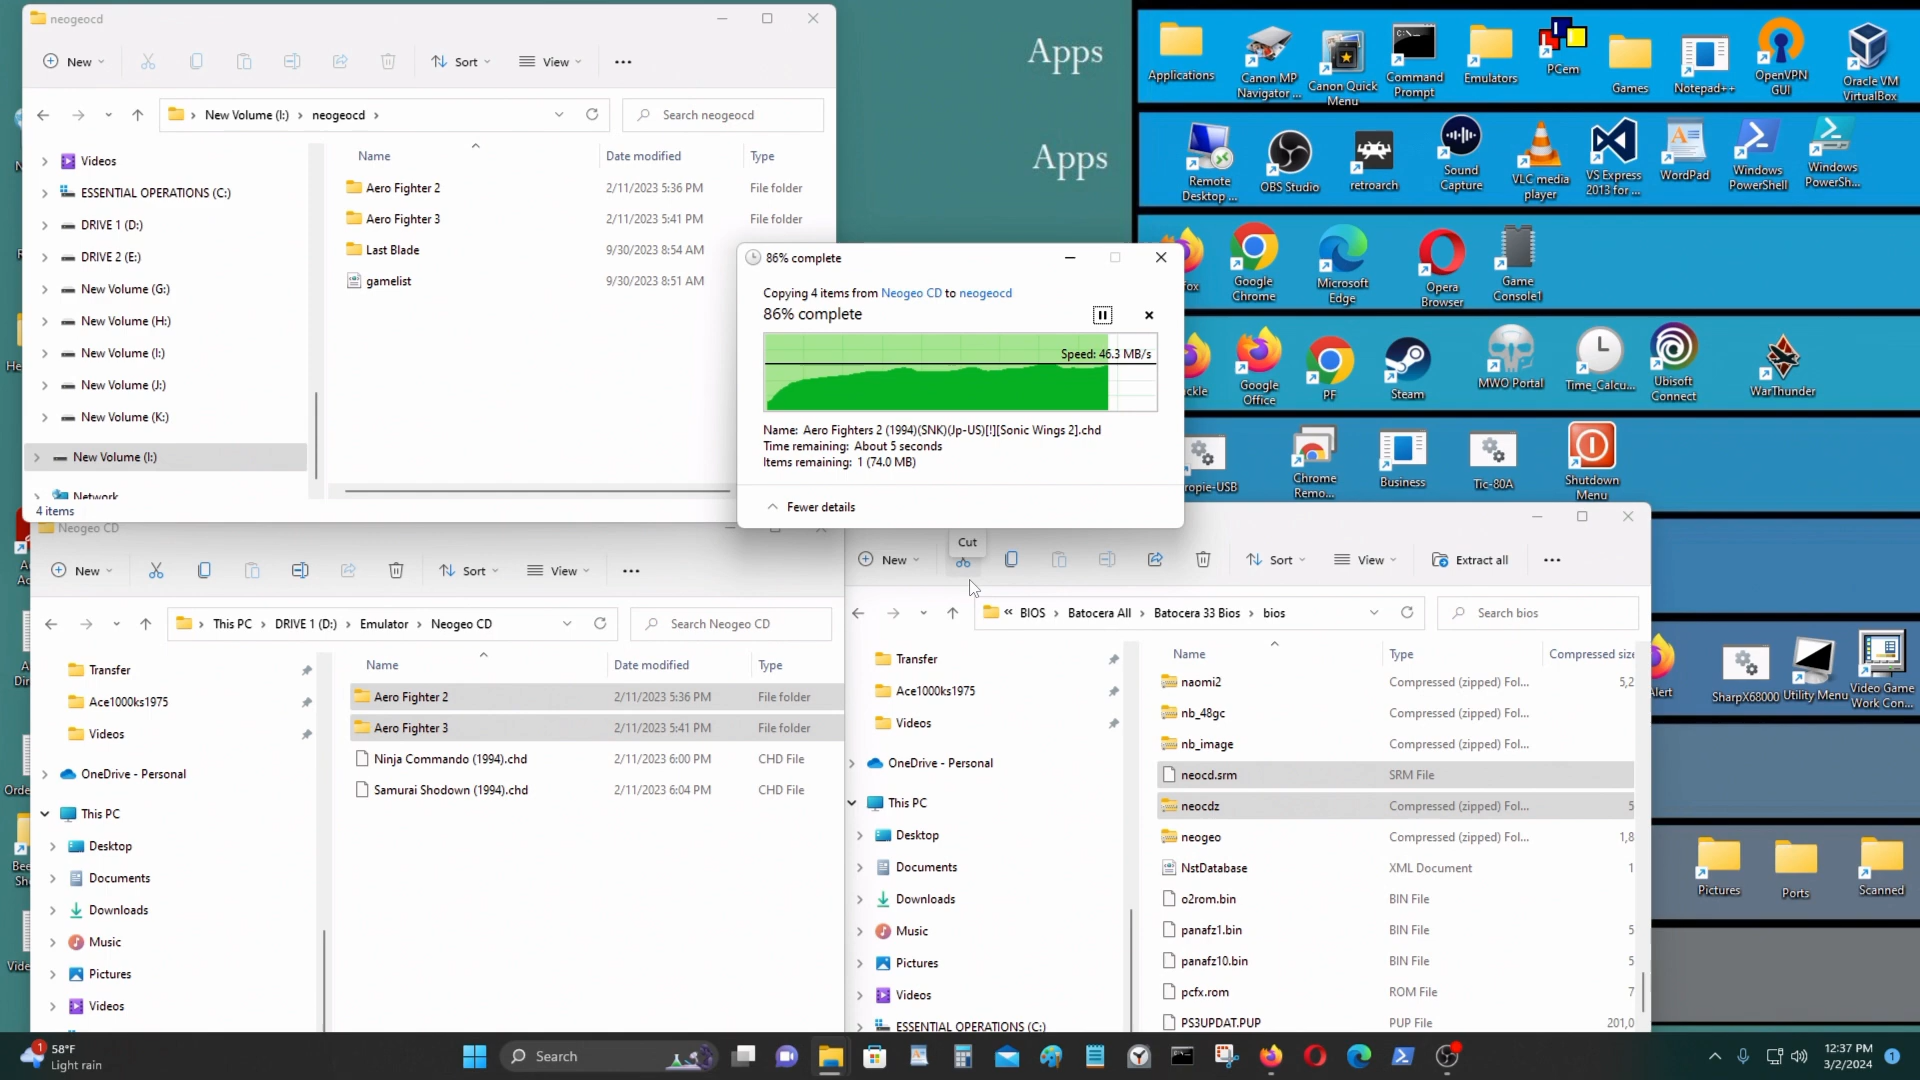 neogeocd
New
Sort
View
New Volume (I:)
neogeocd
Search neogeocd
Videos
ESSENTIAL OPERATIONS (C:)
DRIVE 1 (D:)
DRIVE 2 (E:)
New Volume (G:)
New Volume (H:)
New Volume (I:)
New Volume (J:)
New Volume (K:)
New Volume (I:)
Network
4 items
Name
Date modified
Type
Aero Fighter 2
2/11/2023 5:36 PM
File folder
Aero Fighter 3
2/11/2023 5:41 PM
File folder
Last Blade
9/30/2023 8:54 AM
gamelist
9/30/2023 8:51 AM
86% complete
Copying 4 items from Neogeo CD to neogeocd
86% complete
Speed: 46.3 MB/s
Name: Aero Fighters 2 (1994)(SNK)(Jp-US)[!][Sonic Wings 2].chd
Time remaining: About 5 seconds
Items remaining: 1 (74.0 MB)
Fewer details
Apps
Apps
Applications
Canon MP
Navigator ...
Canon Quick
Menu
Command
Prompt
Emulators
PCem
Games
Notepad++
OpenVPN
GUI
Oracle VM
VirtualBox
Remote
Desktop ...
OBS Studio
retroarch
Sound
Capture
VLC media
player
VS Express
2013 for ...
WordPad
Windows
PowerShell
Windows
PowerSh...
fox
Google
Chrome
Microsoft
Edge
Opera
Browser
Game
Console1
ckle
Google
Office
PF
Steam
MWO Portal
Time_Calcu...
Ubisoft
Connect
WarThunder
ropie-USB
Chrome
Remo...
Business
Tic-80A
Shutdown
Menu
Alert
SharpX68000
Utility Menu
Video Game
Work Con...
Pictures
Ports
Scanned
Neogeo CD
New
Sort
View
This PC
DRIVE 1 (D:)
Emulator
Neogeo CD
Search Neogeo CD
Transfer
Ace1000ks1975
Videos
OneDrive - Personal
This PC
Desktop
Documents
Downloads
Music
Pictures
Videos
Name
Date modified
Type
Aero Fighter 2
2/11/2023 5:36 PM
File folder
Aero Fighter 3
2/11/2023 5:41 PM
File folder
Ninja Commando (1994).chd
2/11/2023 6:00 PM
CHD File
Samurai Shodown (1994).chd
2/11/2023 6:04 PM
CHD File
Cut
New
Sort
View
Extract all
« BIOS
Batocera All
Batocera 33 Bios
bios
Search bios
Transfer
Ace1000ks1975
Videos
OneDrive - Personal
This PC
Desktop
Documents
Downloads
Music
Pictures
Videos
ESSENTIAL OPERATIONS (C:)
Name
Type
Compressed size
naomi2
Compressed (zipped) Fol...
5,2
nb_48gc
Compressed (zipped) Fol...
nb_image
Compressed (zipped) Fol...
neocd.srm
SRM File
neocdz
Compressed (zipped) Fol...
5
neogeo
Compressed (zipped) Fol...
1,8
NstDatabase
XML Document
1
o2rom.bin
BIN File
panafz1.bin
BIN File
5
panafz10.bin
BIN File
5
pcfx.rom
ROM File
7
PS3UPDAT.PUP
PUP File
201,0
1
58°F
Light rain
Search
12:37 PM
3/2/2024
1